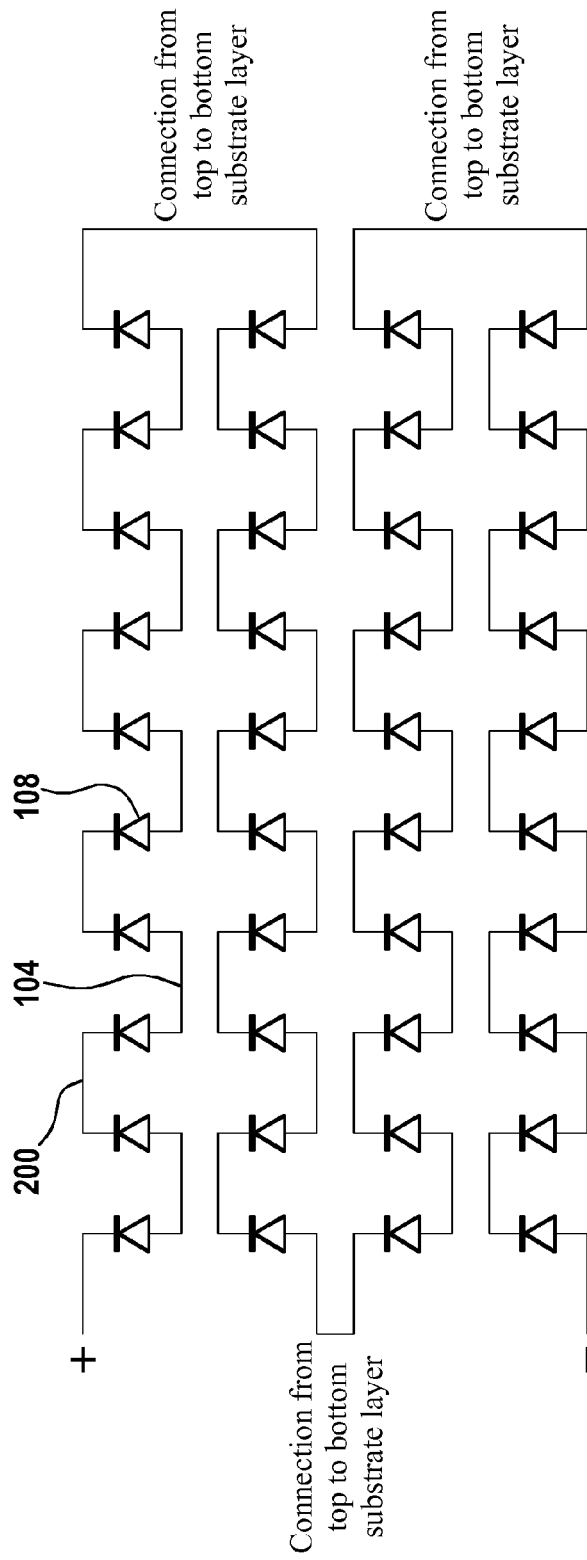 200
104
108
+
-
Connection from
top to bottom
substrate layer
Connection from
top to bottom
substrate layer
Connection from
top to bottom
substrate layer